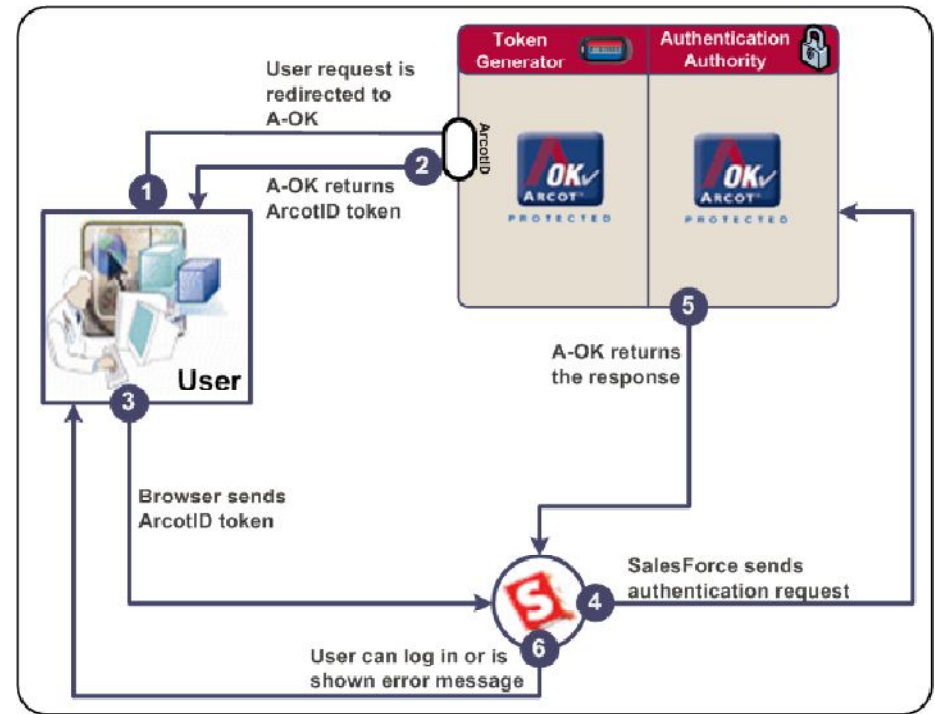 Token
Generator
Authentication
Authority
User request is
redirected to
A-OK
ArcotID
2
A-OK returns
ArcotID token
1
OK
ARCOT™
PROTECTED
OK
ARCOT™
PROTECTED
5
A-OK returns
the response
User
3
Browser sends
ArcotID token
S
4
SalesForce sends
authentication request
6
User can log in or is
shown error message